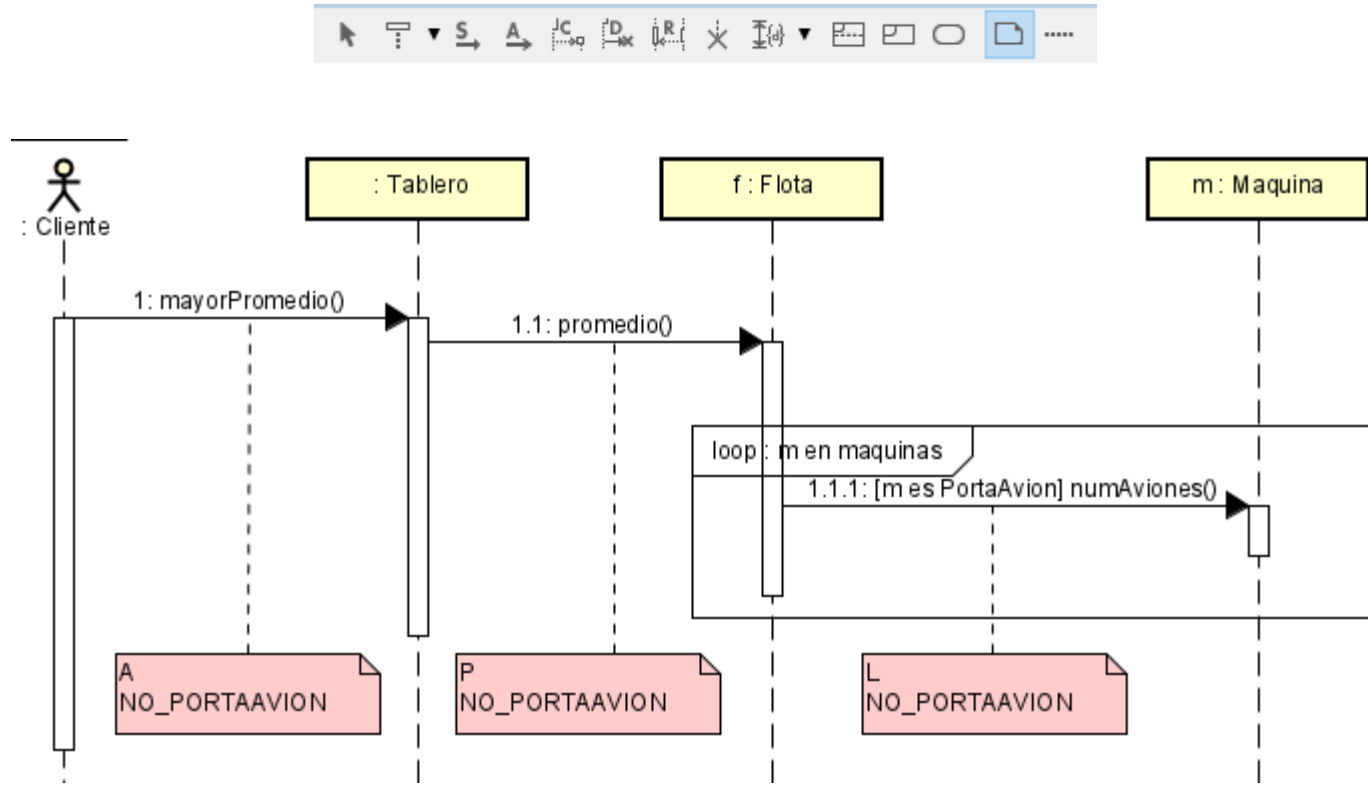 S A C D R {d}
: Cliente
: Tablero
f : Flota
m : Maquina
1: mayorPromedio()
1.1: promedio()
loop : m en maquinas
1.1.1: [m es PortaAvion] numAviones()
A
NO_PORTAAVION
P
NO_PORTAAVION
L
NO_PORTAAVION